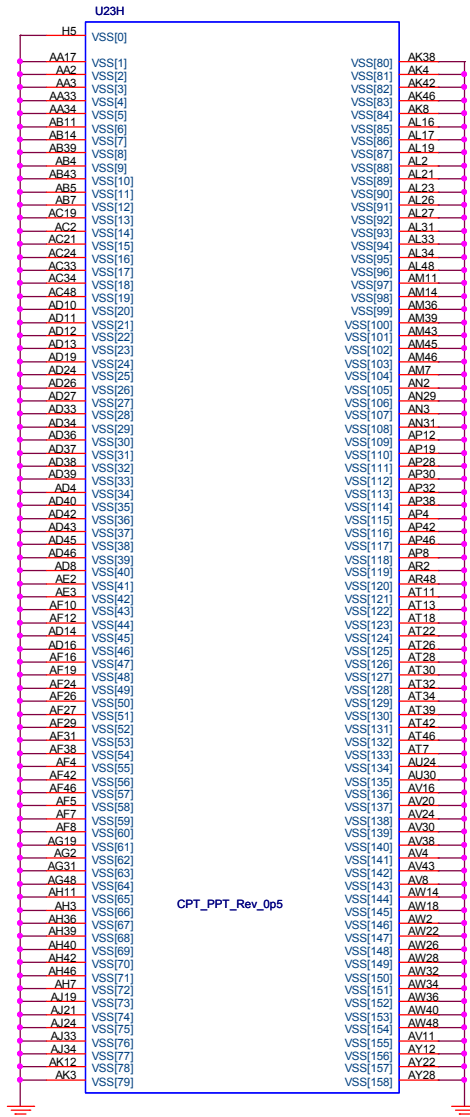 U23H
H5 VSS[0]
AA17 VSS[1]
AA2 VSS[2]
AA3 VSS[3]
AA33 VSS[4]
AA34 VSS[5]
AB11 VSS[6]
AB14 VSS[7]
AB39 VSS[8]
AB4 VSS[9]
AB43 VSS[10]
AB5 VSS[11]
AB7 VSS[12]
AC19 VSS[13]
AC2 VSS[14]
AC21 VSS[15]
AC24 VSS[16]
AC33 VSS[17]
AC34 VSS[18]
AC48 VSS[19]
AD10 VSS[20]
AD11 VSS[21]
AD12 VSS[22]
AD13 VSS[23]
AD19 VSS[24]
AD24 VSS[25]
AD26 VSS[26]
AD27 VSS[27]
AD33 VSS[28]
AD34 VSS[29]
AD36 VSS[30]
AD37 VSS[31]
AD38 VSS[32]
AD39 VSS[33]
AD4 VSS[34]
AD40 VSS[35]
AD42 VSS[36]
AD43 VSS[37]
AD45 VSS[38]
AD46 VSS[39]
AD8 VSS[40]
AE2 VSS[41]
AE3 VSS[42]
AF10 VSS[43]
AF12 VSS[44]
AD14 VSS[45]
AD16 VSS[46]
AF16 VSS[47]
AF19 VSS[48]
AF24 VSS[49]
AF26 VSS[50]
AF27 VSS[51]
AF29 VSS[52]
AF31 VSS[53]
AF38 VSS[54]
AF4 VSS[55]
AF42 VSS[56]
AF46 VSS[57]
AF5 VSS[58]
AF7 VSS[59]
AF8 VSS[60]
AG19 VSS[61]
AG2 VSS[62]
AG31 VSS[63]
AG48 VSS[64]
AH11 VSS[65]
AH3 VSS[66]
AH36 VSS[67]
AH39 VSS[68]
AH40 VSS[69]
AH42 VSS[70]
AH46 VSS[71]
AH7 VSS[72]
AJ19 VSS[73]
AJ21 VSS[74]
AJ24 VSS[75]
AJ33 VSS[76]
AJ34 VSS[77]
AK12 VSS[78]
AK3 VSS[79]
CPT_PPT_Rev_0p5
VSS[80] AK38
VSS[81] AK4
VSS[82] AK42
VSS[83] AK46
VSS[84] AK8
VSS[85] AL16
VSS[86] AL17
VSS[87] AL19
VSS[88] AL2
VSS[89] AL21
VSS[90] AL23
VSS[91] AL26
VSS[92] AL27
VSS[93] AL31
VSS[94] AL33
VSS[95] AL34
VSS[96] AL48
VSS[97] AM11
VSS[98] AM14
VSS[99] AM36
VSS[100] AM39
VSS[101] AM43
VSS[102] AM45
VSS[103] AM46
VSS[104] AM7
VSS[105] AN2
VSS[106] AN29
VSS[107] AN3
VSS[108] AN31
VSS[109] AP12
VSS[110] AP19
VSS[111] AP28
VSS[112] AP30
VSS[113] AP32
VSS[114] AP38
VSS[115] AP4
VSS[116] AP42
VSS[117] AP46
VSS[118] AP8
VSS[119] AR2
VSS[120] AR48
VSS[121] AT11
VSS[122] AT13
VSS[123] AT18
VSS[124] AT22
VSS[125] AT26
VSS[126] AT28
VSS[127] AT30
VSS[128] AT32
VSS[129] AT34
VSS[130] AT39
VSS[131] AT42
VSS[132] AT46
VSS[133] AT7
VSS[134] AU24
VSS[135] AU30
VSS[136] AV16
VSS[137] AV20
VSS[138] AV24
VSS[139] AV30
VSS[140] AV38
VSS[141] AV4
VSS[142] AV43
VSS[143] AV8
VSS[144] AW14
VSS[145] AW18
VSS[146] AW2
VSS[147] AW22
VSS[148] AW26
VSS[149] AW28
VSS[150] AW32
VSS[151] AW34
VSS[152] AW36
VSS[153] AW40
VSS[154] AW48
VSS[155] AV11
VSS[156] AY12
VSS[157] AY22
VSS[158] AY28